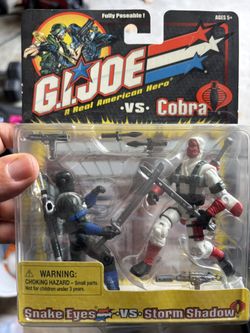 Fully Poseable!
AGES 5+
G.I. JOE
A Real American Hero
·VS· Cobra
WARNING:
CHOKING HAZARD - Small parts.
Not for children under 3 years.
Snake Eyes VS Storm Shadow